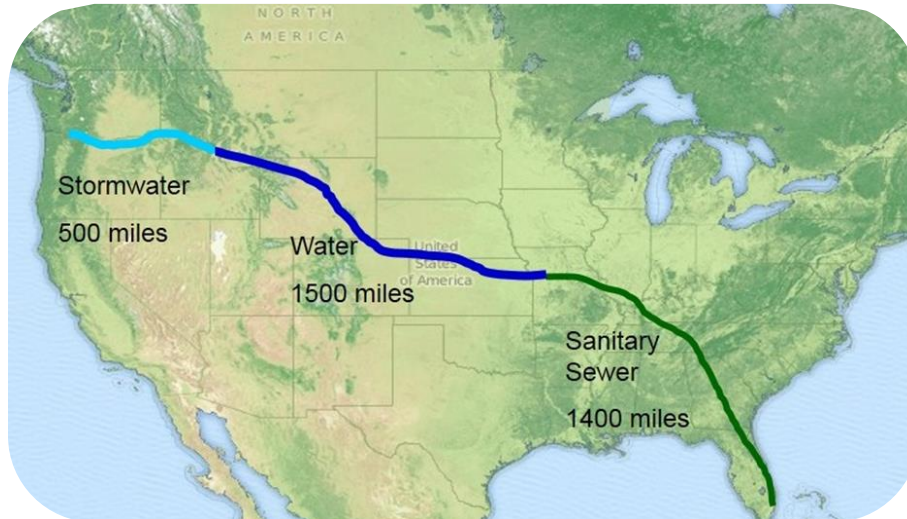 NORTH
AMERICA
Stormwater
500 miles
Water
1500 miles
United
States
of America
Sanitary
Sewer
1400 miles